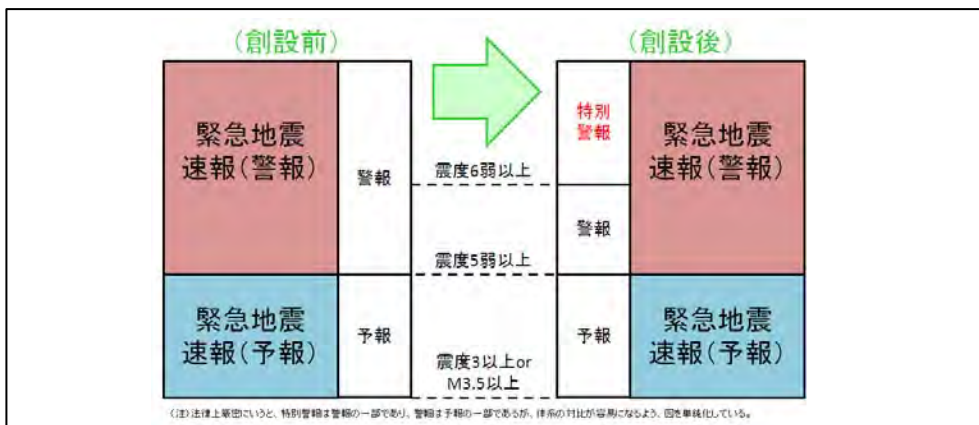 (創設前)
(創設後)
緊急地震
速報(警報)
警報
震度6弱以上
特別
警報
緊急地震
速報(警報)
警報
震度5弱以上
緊急地震
速報(予報)
予報
震度3以上or
M3.5以上
予報
緊急地震
速報(予報)
(注)法律上厳密にいうと、特別警報は警報の一部であり、警報は予報の一部であるが、体系の対比が容易になるよう、図を単純化している。